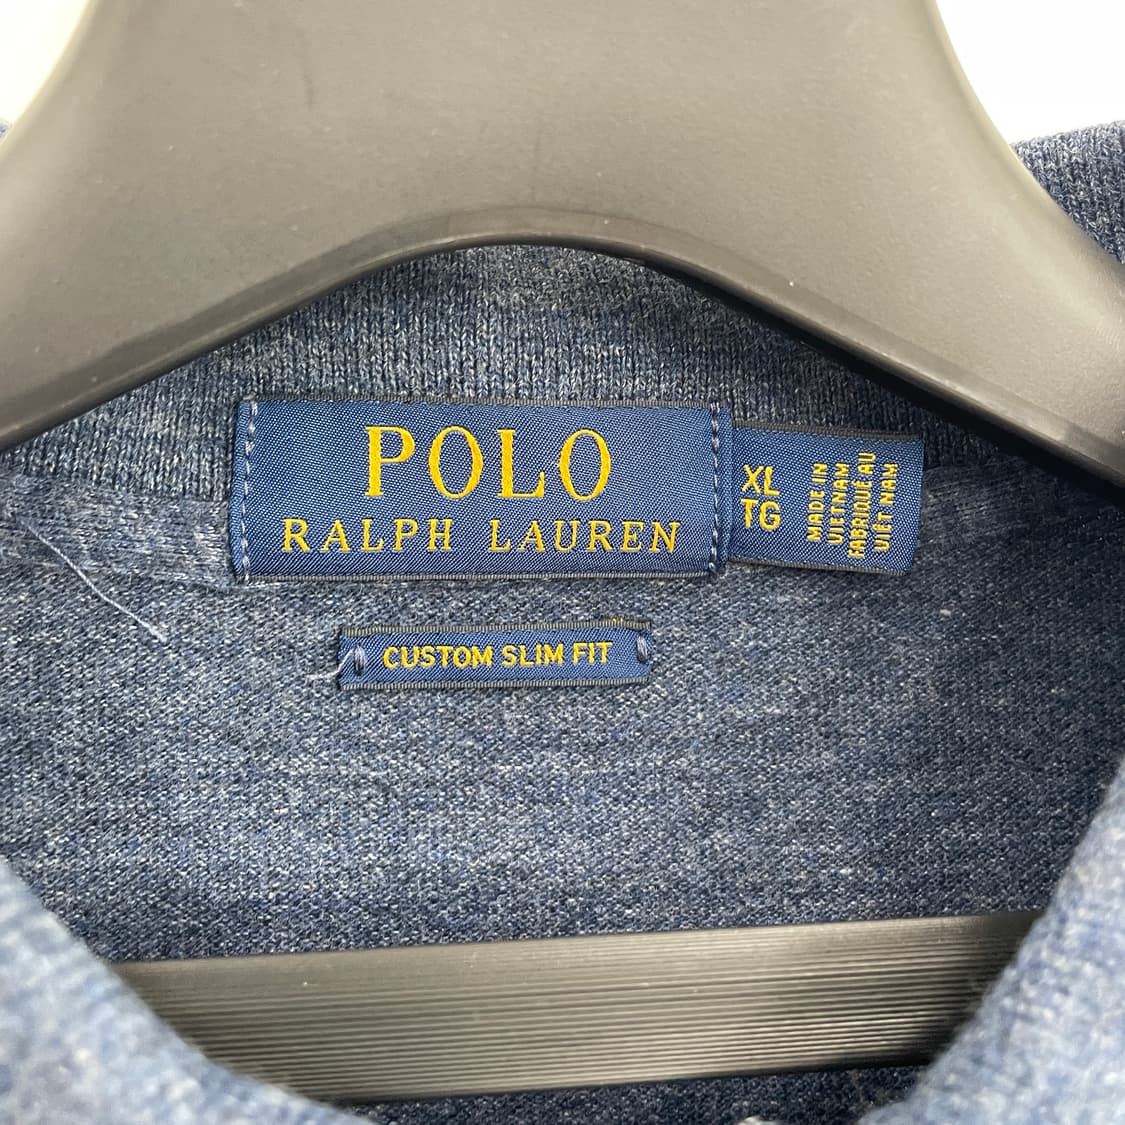 POLO
RALPH LAUREN
XL
TG
MADE IN
VIETNAM
FABRIQUÉ AU
VIÊT NAM
CUSTOM SLIM FIT